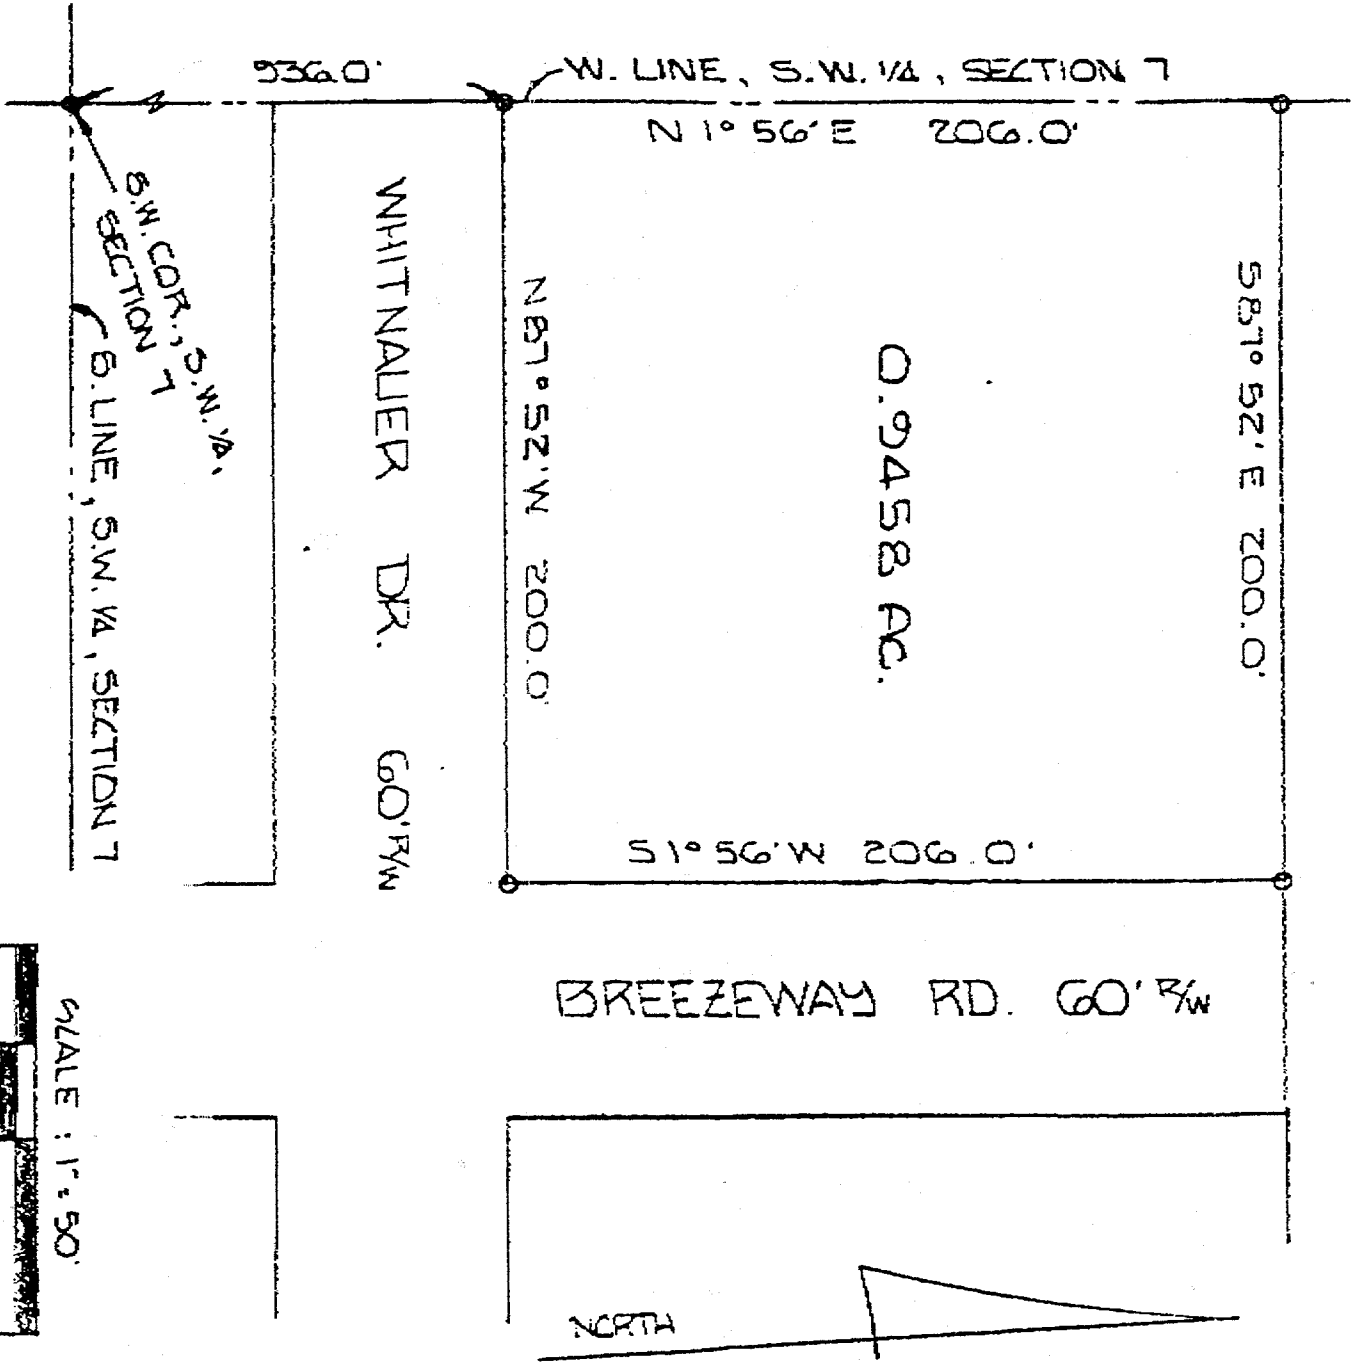 936.0'
W. LINE, S.W. 1/4, SECTION 7
N 1° 56' E 206.0'
S.W. COR., S.W. 1/4,
SECTION 7
S. LINE, S.W. 1/4, SECTION 7
WHITNALIER DR. 60' R/W
N 87° 52' W 200.0'
0.9458 AC.
S 87° 52' E 200.0'
S 1° 56' W 206.0'
BREEZEWAY RD. 60' R/W
SCALE : 1" = 50'
NORTH